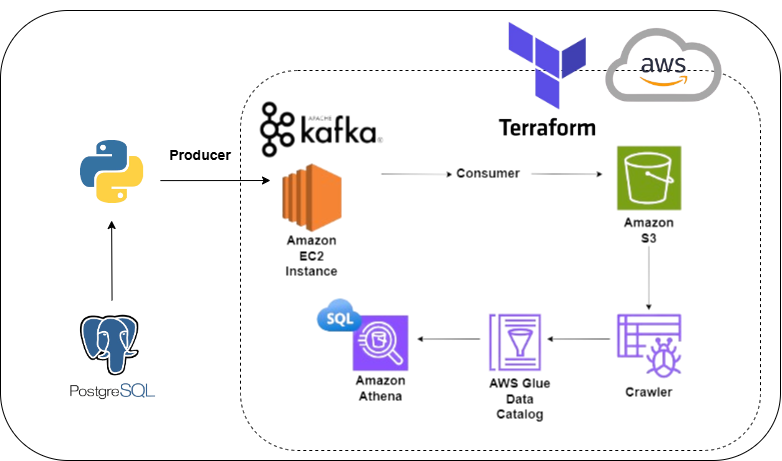 aws
Terraform
APACHE
kafka®
Producer
Consumer
Amazon
EC2
Instance
Amazon
S3
PostgreSQL
SQL
Amazon
Athena
AWS Glue
Data
Catalog
Crawler